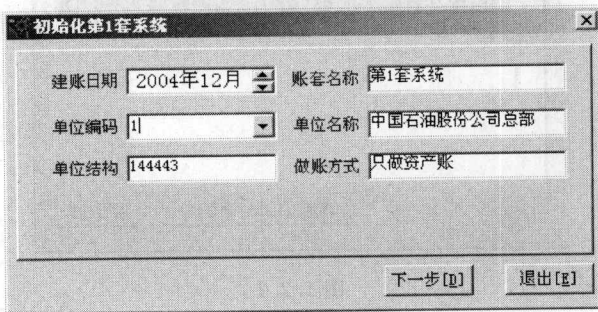 初始化第1套系统
建账日期 2004年12月 账套名称 第1套系统
单位编码 1 单位名称 中国石油股份公司总部
单位结构 144443 做账方式 只做资产账
下一步[D] 退出[E]